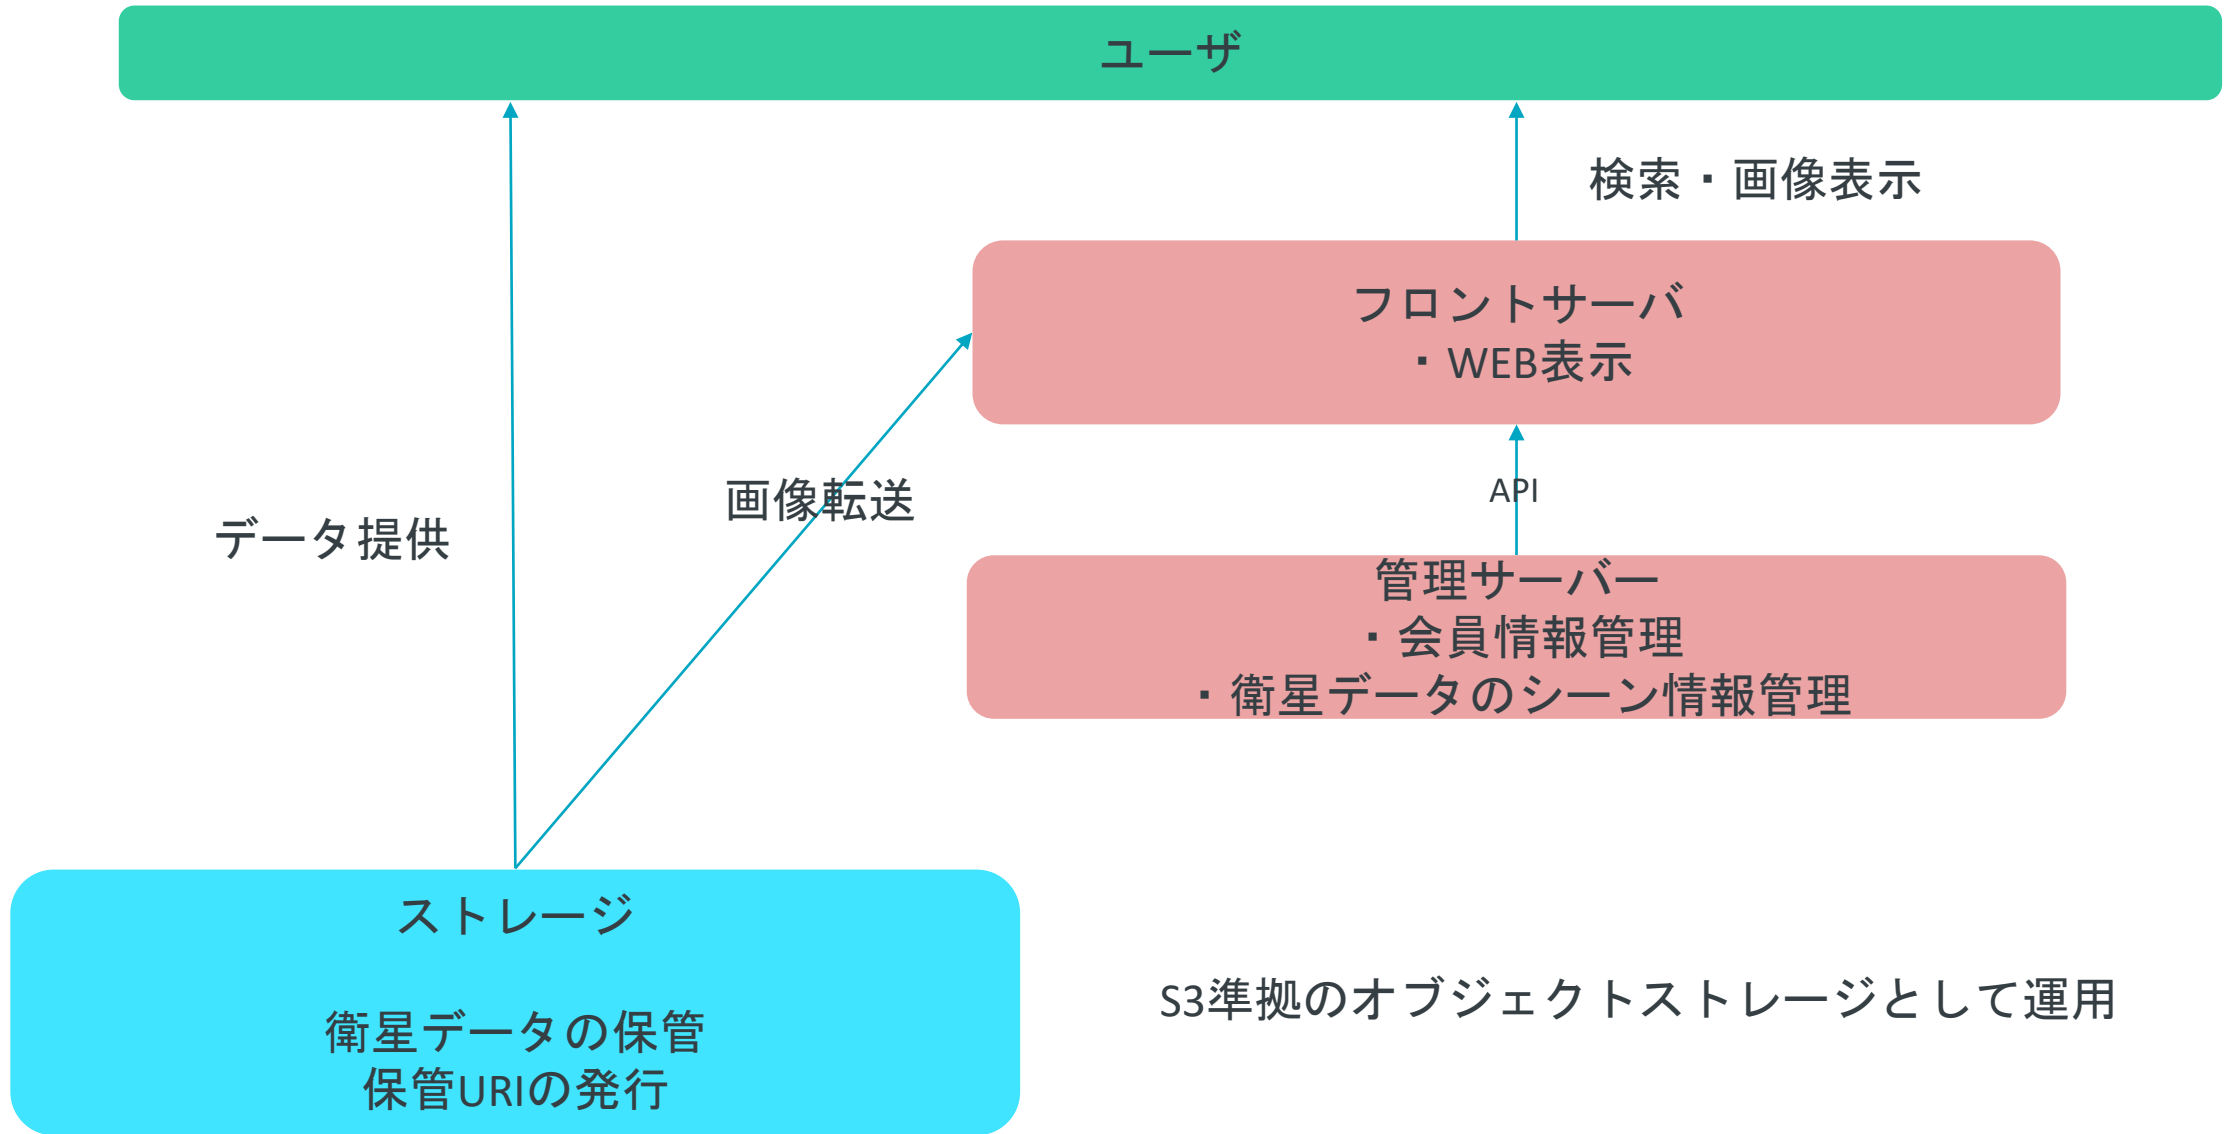 ユーザ
検索・画像表示
フロントサーバ
・WEB表示
画像転送
API
データ提供
管理サーバー
・会員情報管理
・衛星データのシーン情報管理
ストレージ
衛星データの保管
保管URIの発行
S3準拠のオブジェクトストレージとして運用